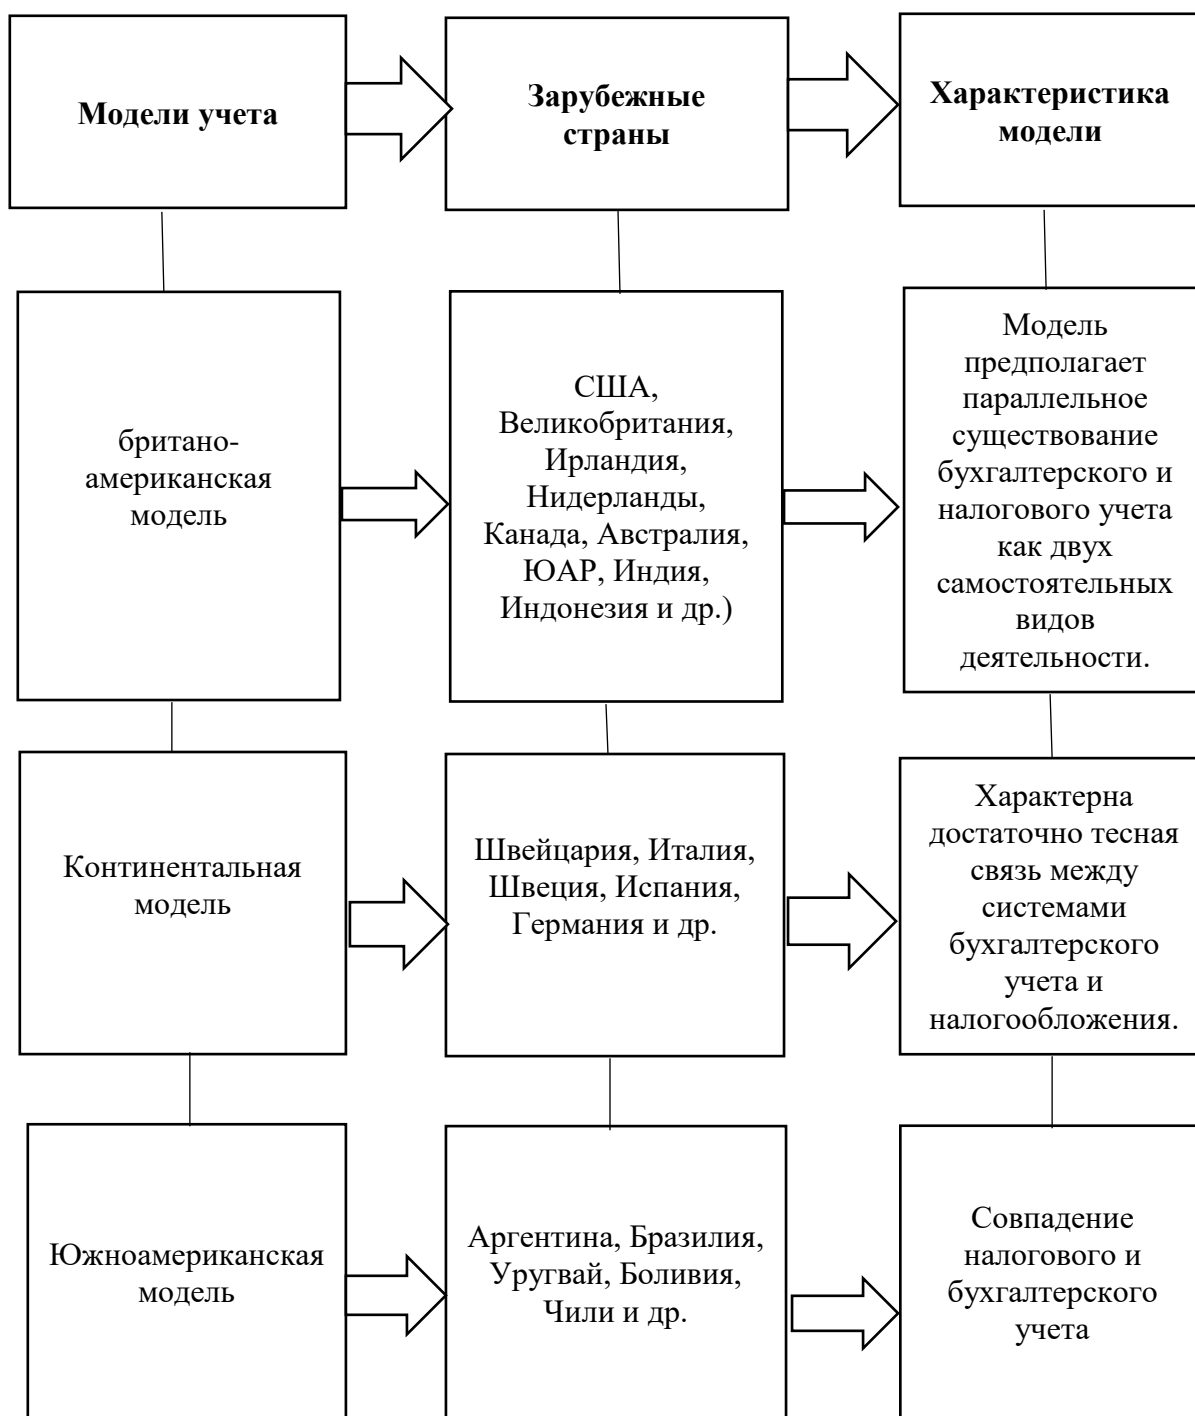 Модели учета
Зарубежные
страны
Характеристика
модели
британо-
американская
модель
США,
Великобритания,
Ирландия,
Нидерланды,
Канада, Австралия,
ЮАР, Индия,
Индонезия и др.)
Модель
предполагает
параллельное
существование
бухгалтерского и
налогового учета
как двух
самостоятельных
видов
деятельности.
Континентальная
модель
Швейцария, Италия,
Швеция, Испания,
Германия и др.
Характерна
достаточно тесная
связь между
системами
бухгалтерского
учета и
налогообложения.
Южноамериканская
модель
Аргентина, Бразилия,
Уругвай, Боливия,
Чили и др.
Совпадение
налогового и
бухгалтерского
учета